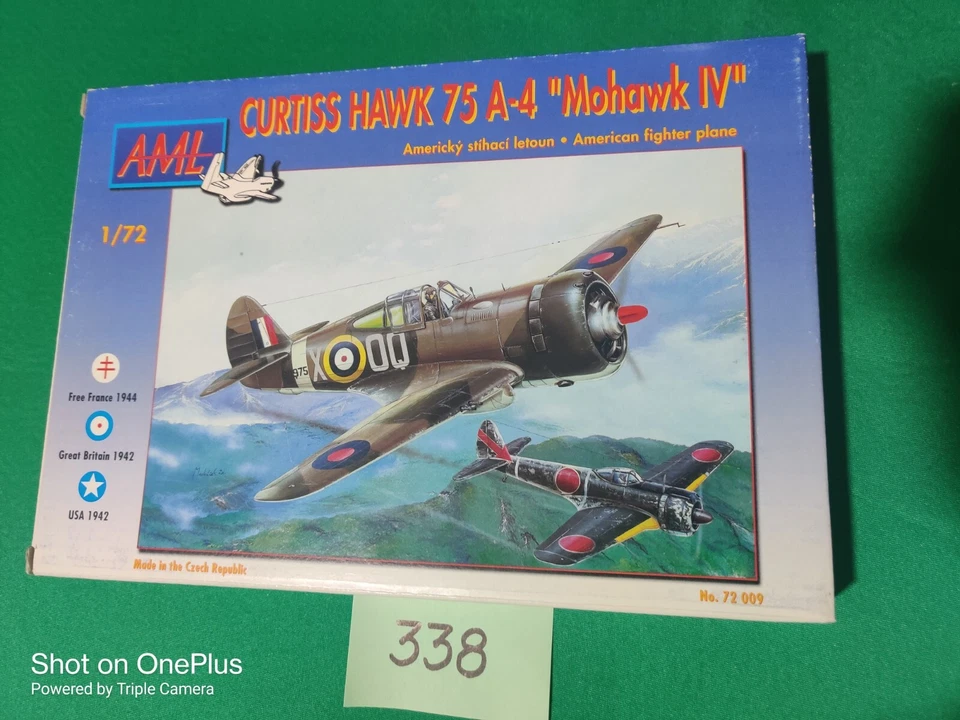 CURTISS HAWK 75 A-4 "Mohawk IV"
Americký stíhací letoun • American fighter plane
AML
1/72
975
X OQ
Free France 1944
Great Britain 1942
USA 1942
Made in the Czech Republic
No. 72 009
338
Shot on OnePlus
Powered by Triple Camera